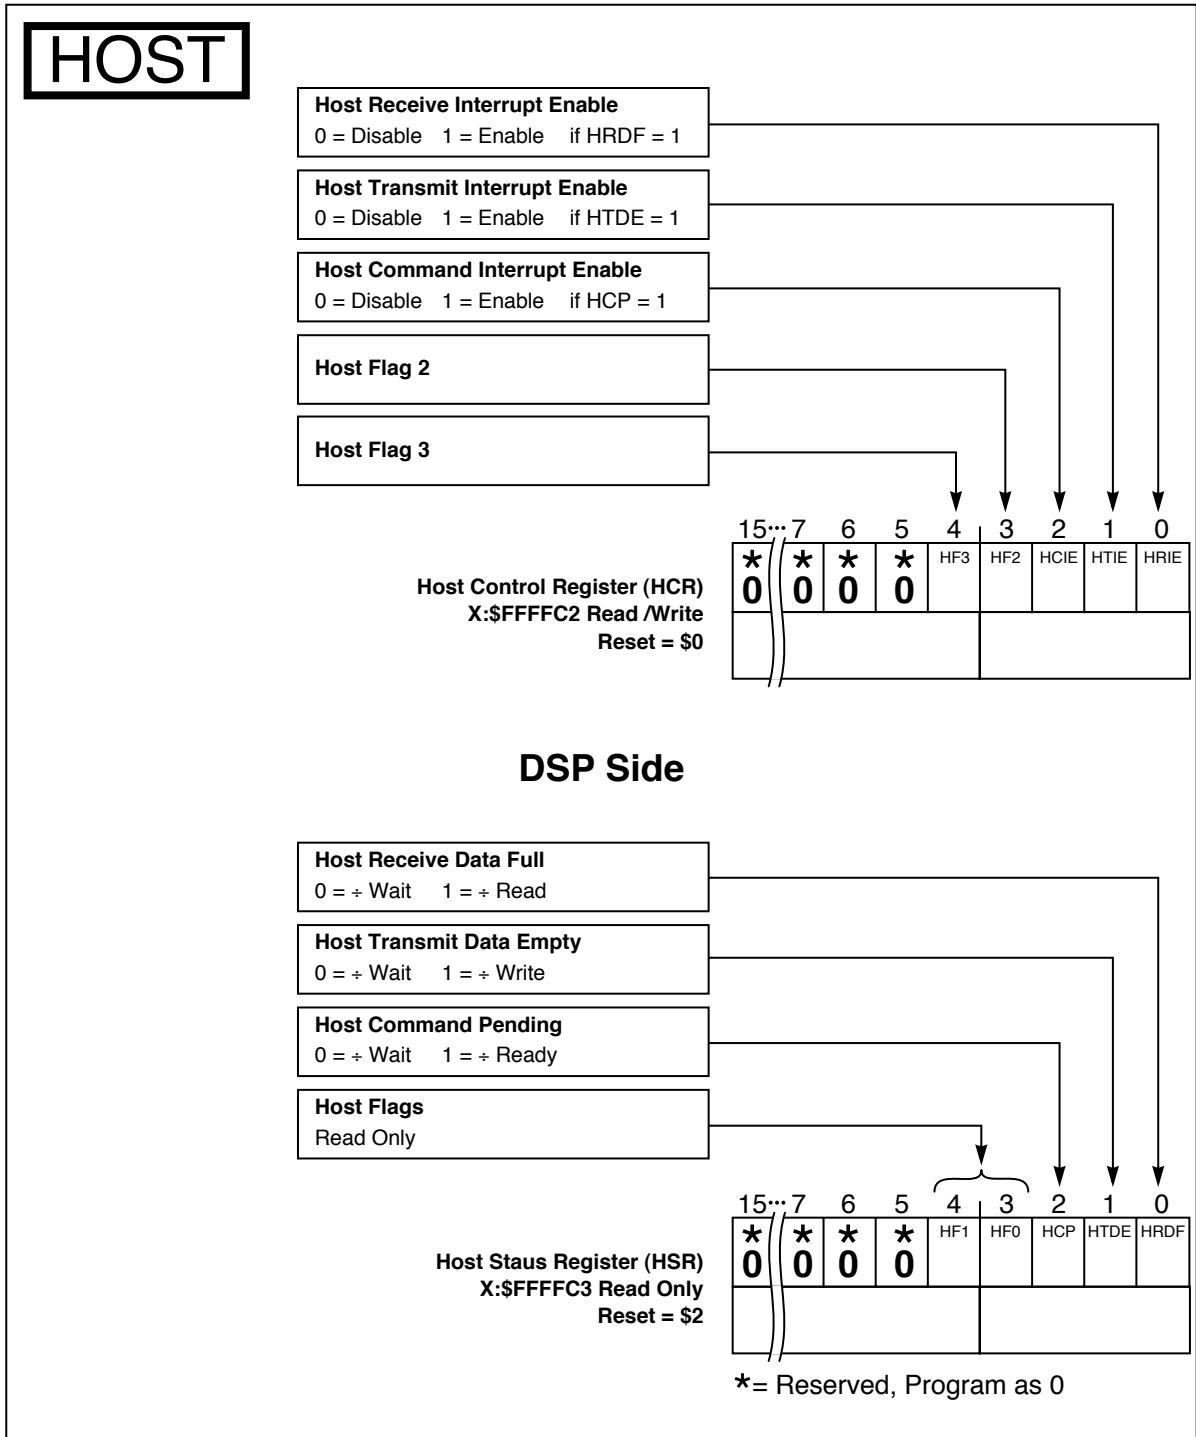 HOST
Host Receive Interrupt Enable
0 = Disable 1 = Enable if HRDF = 1
Host Transmit Interrupt Enable
0 = Disable 1 = Enable if HTDE = 1
Host Command Interrupt Enable
0 = Disable 1 = Enable if HCP = 1
Host Flag 2
Host Flag 3
15··· 7 6 5 4 3 2 1 0
* * * * HF3 HF2 HCIE HTIE HRIE
0 0 0 0
Host Control Register (HCR)
X:$FFFFC2 Read /Write
Reset = $0
DSP Side
Host Receive Data Full
0 = ÷ Wait 1 = ÷ Read
Host Transmit Data Empty
0 = ÷ Wait 1 = ÷ Write
Host Command Pending
0 = ÷ Wait 1 = ÷ Ready
Host Flags
Read Only
15··· 7 6 5 4 3 2 1 0
* * * * HF1 HF0 HCP HTDE HRDF
0 0 0 0
Host Staus Register (HSR)
X:$FFFFC3 Read Only
Reset = $2
*= Reserved, Program as 0